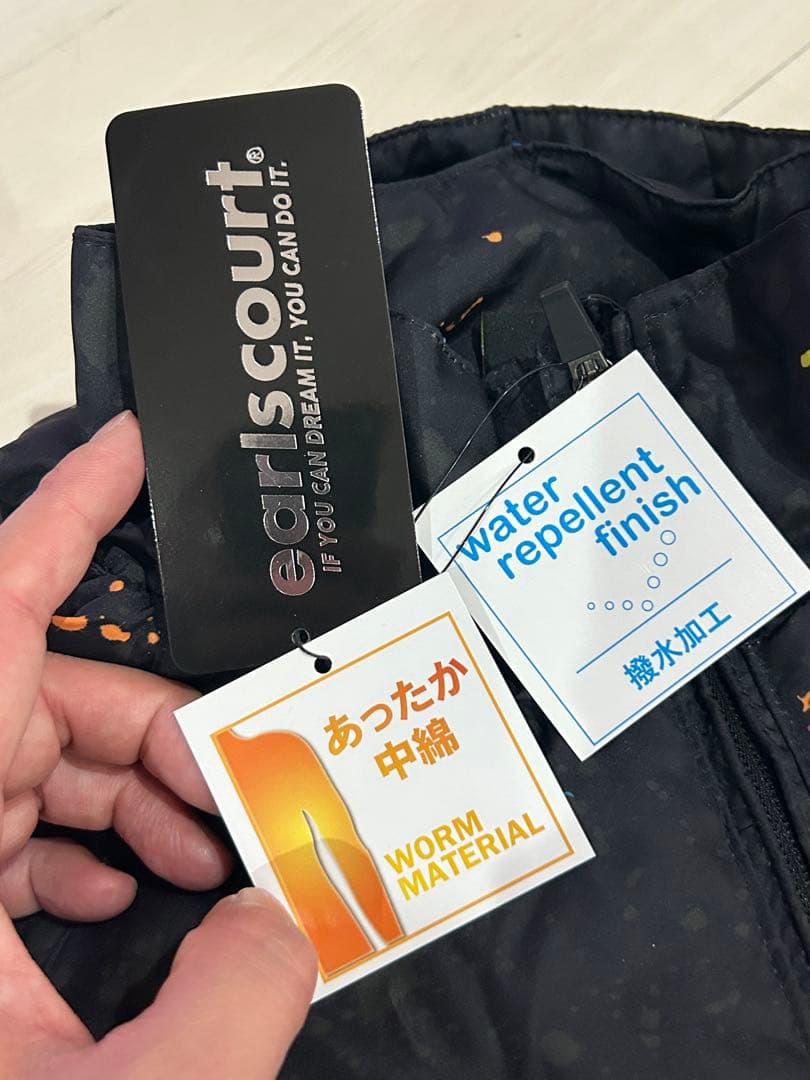 earlscourt®
IF YOU CAN DREAM IT, YOU CAN DO IT.
water
repellent
finish
撥水加工
あったか
中綿
WORM
MATERIAL